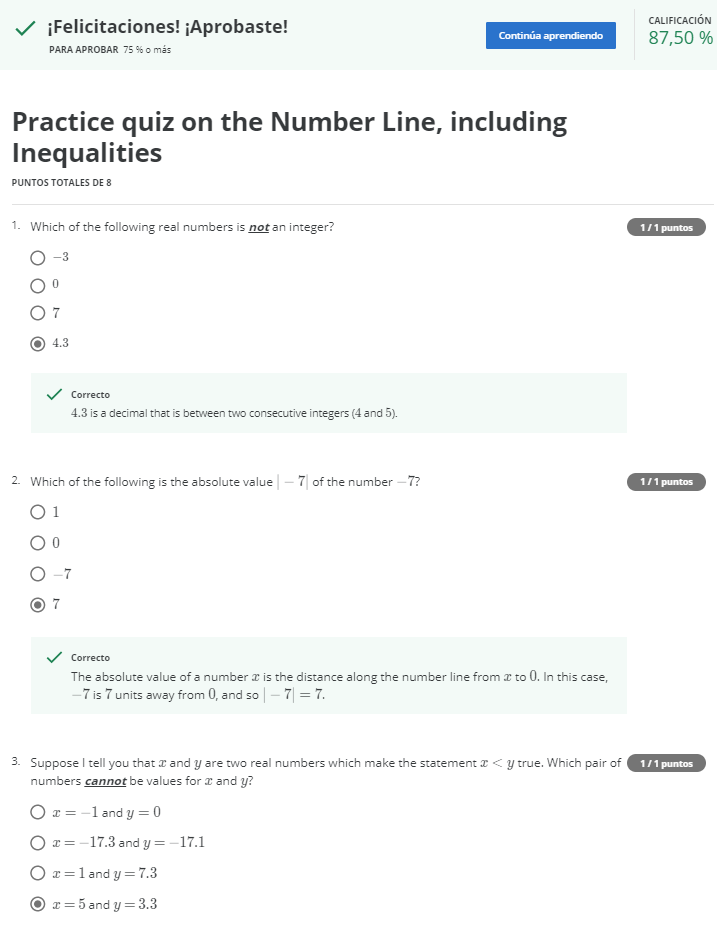 ¡Felicitaciones! ¡Aprobaste!
PARA APROBAR 75 % o más
Continúa aprendiendo
CALIFICACIÓN
87,50 %
Practice quiz on the Number Line, including
Inequalities
PUNTOS TOTALES DE 8
1. Which of the following real numbers is not an integer?
1 / 1 puntos
−3
0
7
4.3
Correcto
4.3 is a decimal that is between two consecutive integers (4 and 5).
2. Which of the following is the absolute value | − 7| of the number −7?
1 / 1 puntos
1
0
−7
7
Correcto
The absolute value of a number x is the distance along the number line from x to 0. In this case,
−7 is 7 units away from 0, and so | − 7| = 7.
3. Suppose I tell you that x and y are two real numbers which make the statement x < y true. Which pair of
numbers cannot be values for x and y?
1 / 1 puntos
x = −1 and y = 0
x = −17.3 and y = −17.1
x = 1 and y = 7.3
x = 5 and y = 3.3